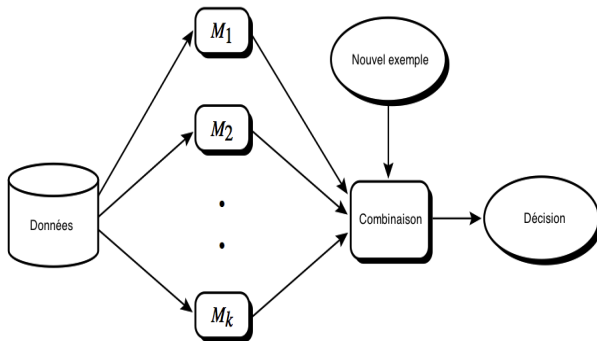 M1
Nouvel exemple
M2
Données
Combinaison
Décision
Mk